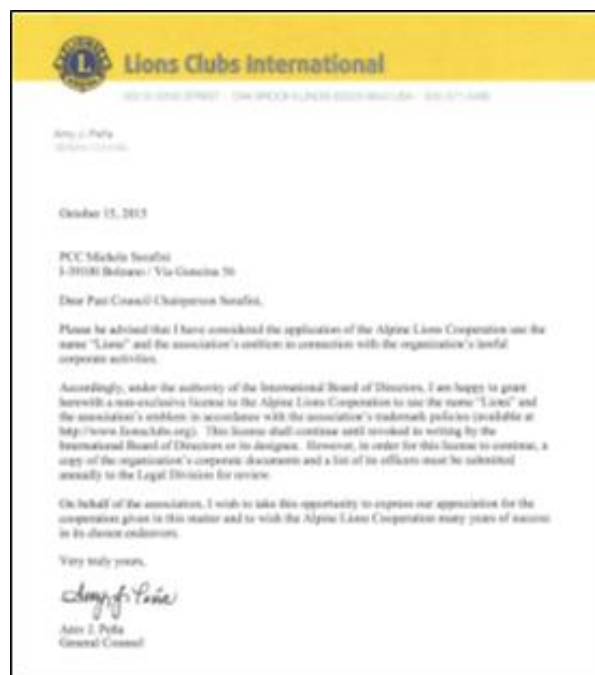 Lions Clubs International
Amy J. Peña
October 15, 2015
PCC Michele Serafini
I-39100 Bolzano / Via Guncina 56
Dear Past Council Chairperson Serafini,
Please be advised that I have considered the application of the Alpine Lions Cooperation use the
name "Lions" and the association's emblem in connection with the organization's lawful
corporate activities.
Accordingly, under the authority of the International Board of Directors, I am happy to grant
herewith a non-exclusive license to the Alpine Lions Cooperation to use the name "Lions" and
the association's emblem in accordance with the association's trademark policies (available at
http://www.lionsclubs.org). This license shall continue until revoked in writing by the
International Board of Directors or its designee. However, in order for this license to continue, a
copy of the organization's corporate documents and a list of its officers must be submitted
annually to the Legal Division for review.
On behalf of the association, I wish to take this opportunity to express our appreciation for the
cooperation given in this matter and to wish the Alpine Lions Cooperation many years of success
in its chosen endeavors.
Very truly yours,
Amy J. Peña
Amy J. Peña
General Counsel